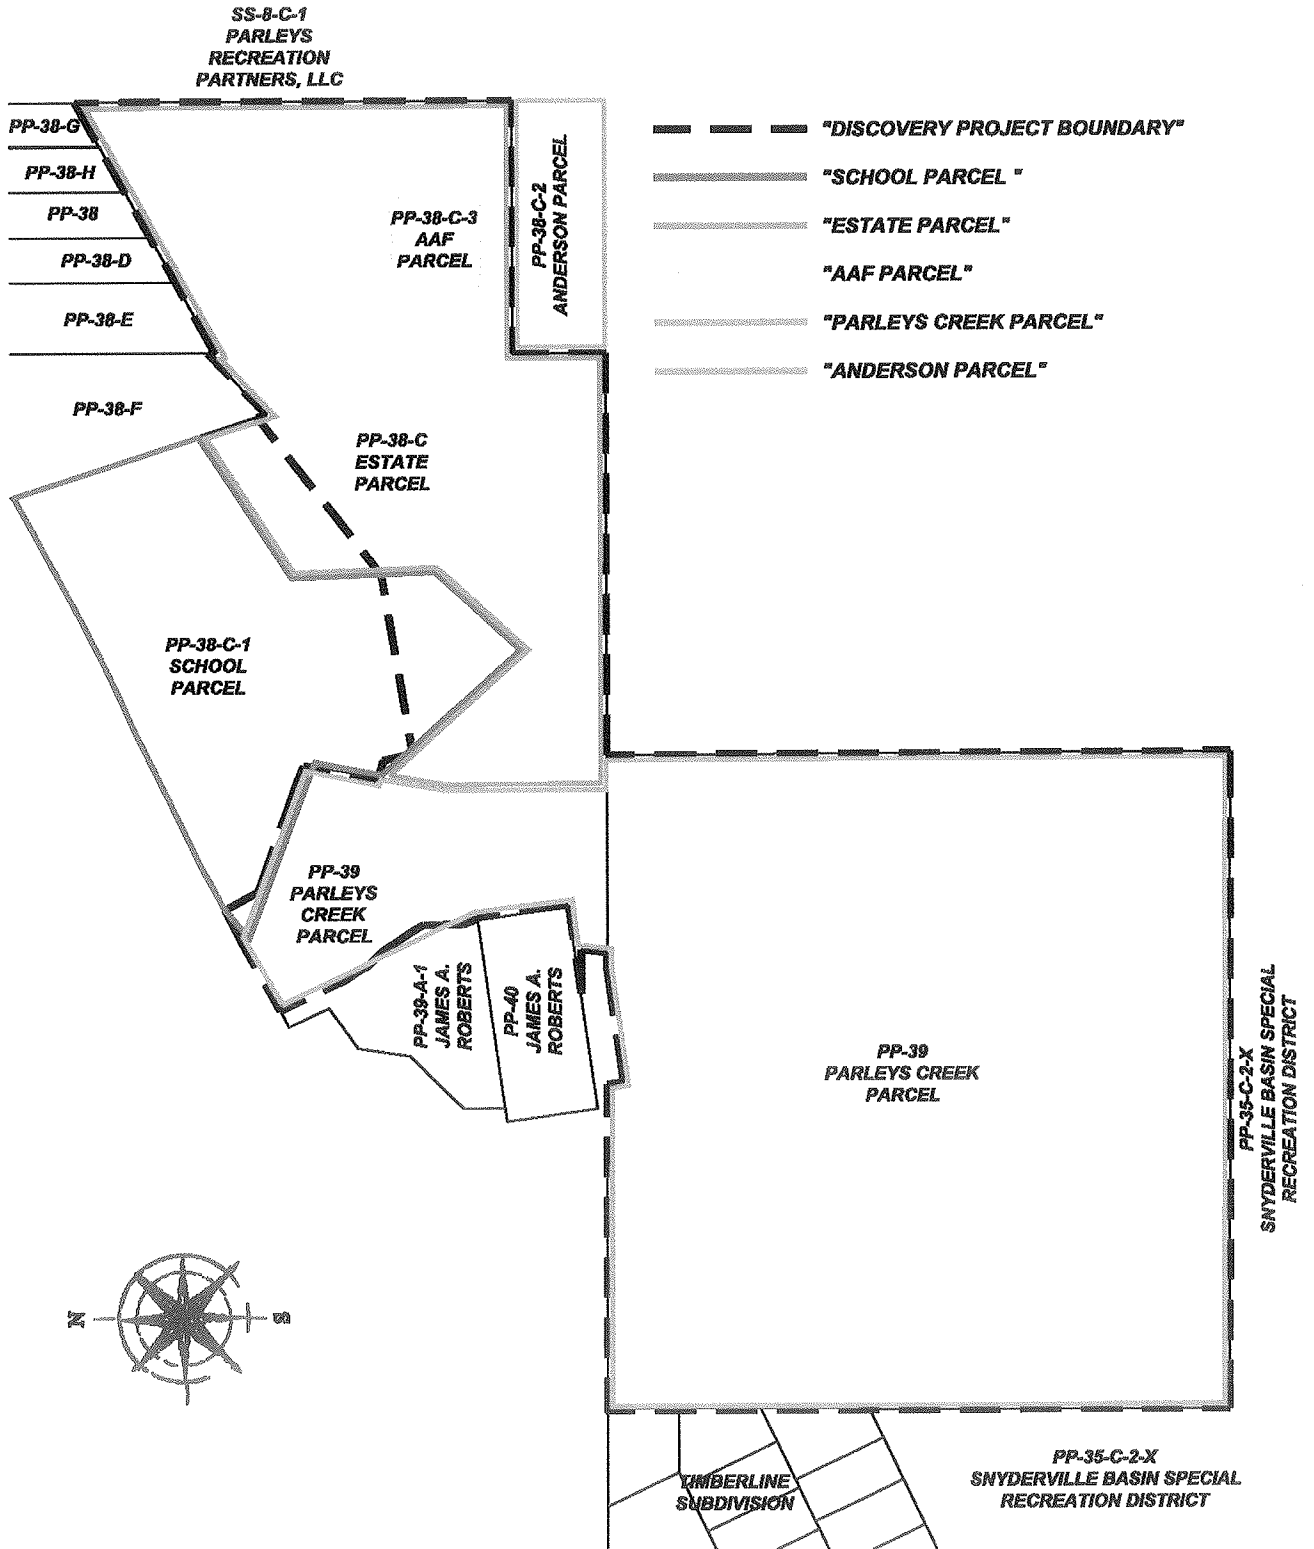 SS-8-C-1
PARLEYS
RECREATION
PARTNERS, LLC
PP-38-G
PP-38-H
PP-38
PP-38-D
PP-38-E
PP-38-F
PP-38-C-3
AAF
PARCEL
PP-38-C-2
ANDERSON PARCEL
"DISCOVERY PROJECT BOUNDARY"
"SCHOOL PARCEL "
"ESTATE PARCEL"
"AAF PARCEL"
"PARLEYS CREEK PARCEL"
"ANDERSON PARCEL"
PP-38-C
ESTATE
PARCEL
PP-38-C-1
SCHOOL
PARCEL
PP-39
PARLEYS
CREEK
PARCEL
PP-39-A-1
JAMES A.
ROBERTS
PP-40
JAMES A.
ROBERTS
PP-39
PARLEYS CREEK
PARCEL
PP-35-C-2-X
SNYDERVILLE BASIN SPECIAL
RECREATION DISTRICT
N
S
TIMBERLINE
SUBDIVISION
PP-35-C-2-X
SNYDERVILLE BASIN SPECIAL
RECREATION DISTRICT